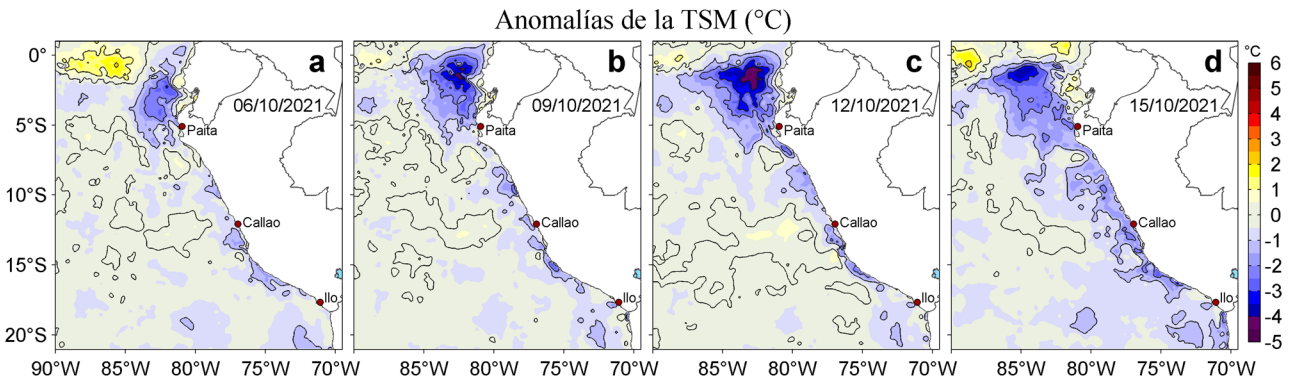 Anomalías de la TSM (°C)
a
06/10/2021
Paita
Callao
Ilo
b
09/10/2021
Paita
Callao
Ilo
c
12/10/2021
Paita
Callao
Ilo
d
15/10/2021
Paita
Callao
Ilo
0°
5°S
10°S
15°S
20°S
90°W 85°W 80°W 75°W 70°W
85°W 80°W 75°W 70°W
85°W 80°W 75°W 70°W
85°W 80°W 75°W 70°W
°C
6
5
4
3
2
1
0
-1
-2
-3
-4
-5